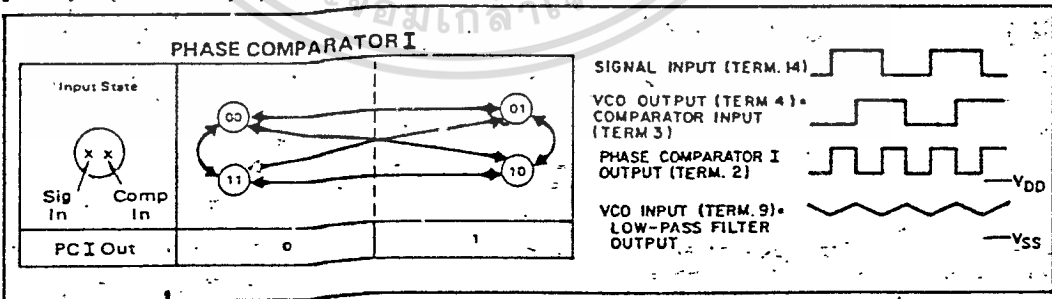 PHASE COMPARATOR I
Input State
00
01
x x
11
10
Sig In
Comp In
PC I Out
0
1
SIGNAL INPUT (TERM. 14)
VCO OUTPUT (TERM 4)=
COMPARATOR INPUT
(TERM 3)
PHASE COMPARATOR I
OUTPUT (TERM. 2)
VDD
VCO INPUT (TERM. 9)=
LOW-PASS FILTER
OUTPUT
VSS